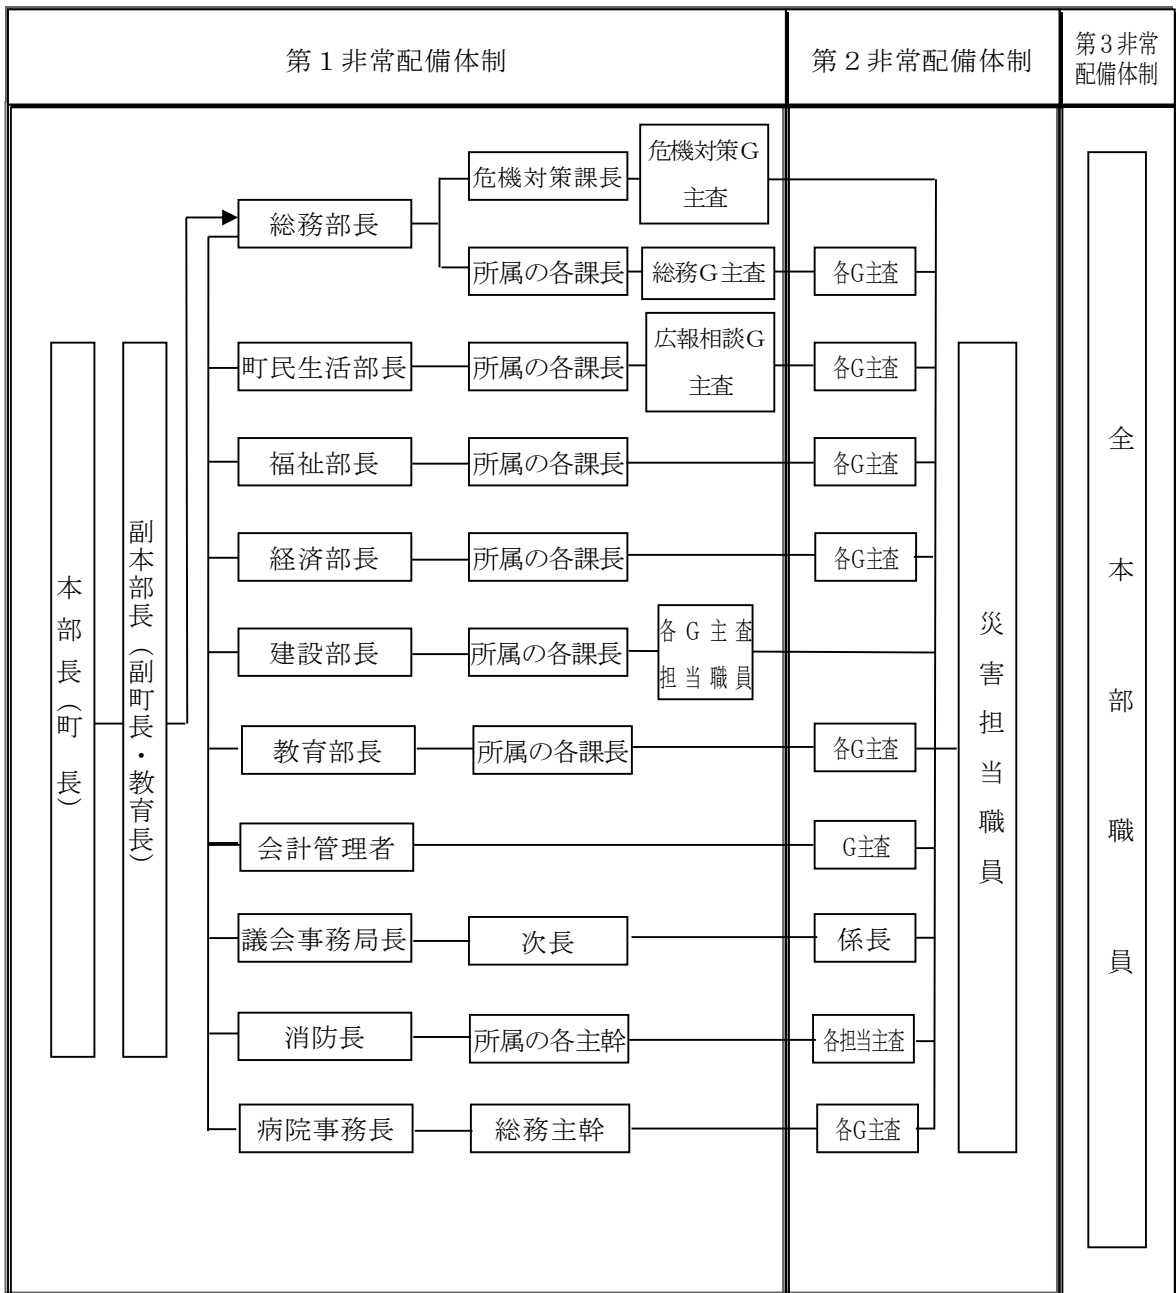 第1非常配備体制
第2非常配備体制
第3非常
配備体制
本部長（町長）
副本部長（副町長・教育長）
総務部長
危機対策課長
危機対策G
主査
所属の各課長
総務G主査
各G主査
町民生活部長
所属の各課長
広報相談G
主査
各G主査
福祉部長
所属の各課長
各G主査
経済部長
所属の各課長
各G主査
建設部長
所属の各課長
各G主査
担当職員
教育部長
所属の各課長
各G主査
会計管理者
G主査
議会事務局長
次長
係長
消防長
所属の各主幹
各担当主査
病院事務長
総務主幹
各G主査
災害担当職員
全本部職員